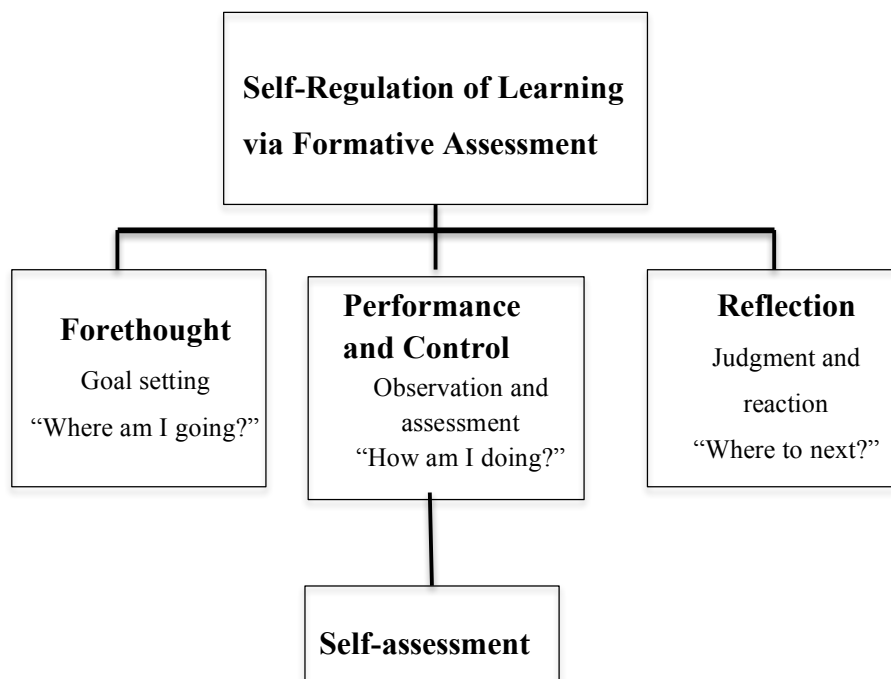 Self-Regulation of Learning
via Formative Assessment
Forethought
Goal setting
“Where am I going?”
Performance
and Control
Observation and
assessment
“How am I doing?”
Reflection
Judgment and
reaction
“Where to next?”
Self-assessment